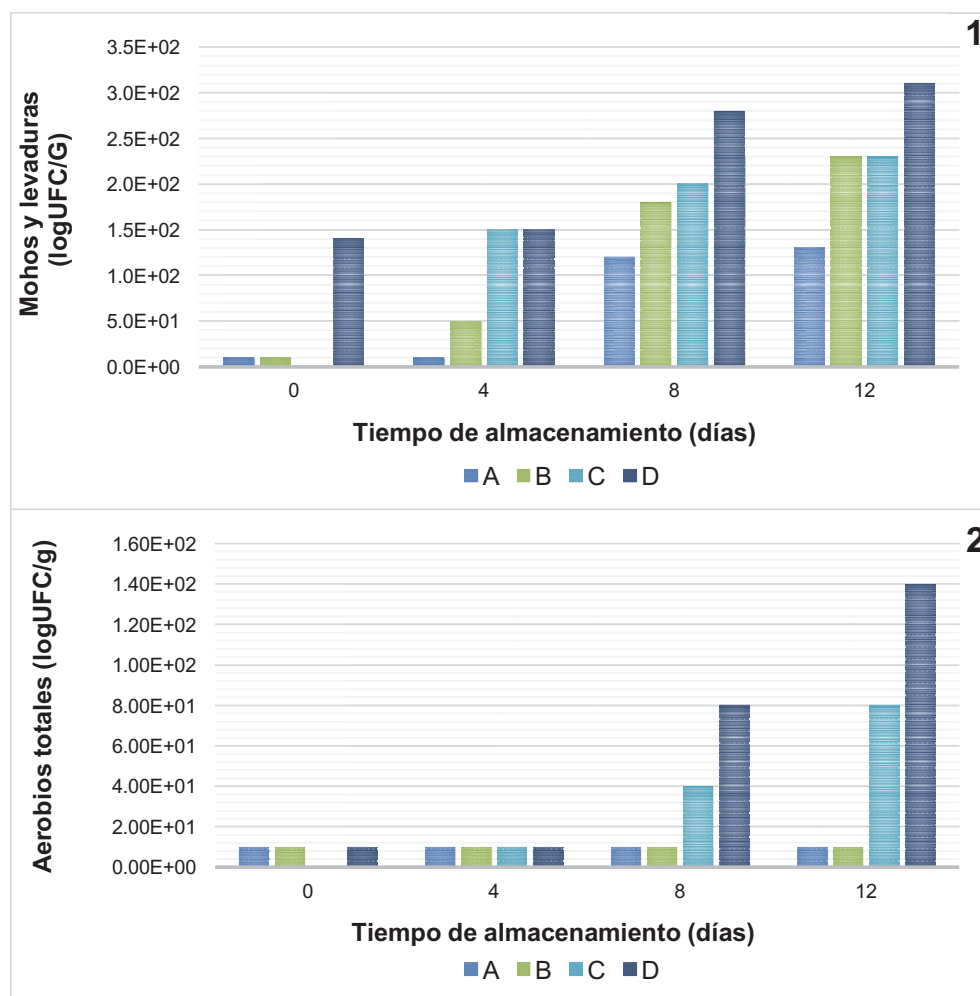 1
3.5E+02
3.0E+02
2.5E+02
2.0E+02
1.5E+02
1.0E+02
5.0E+01
0.0E+00
Mohos y levaduras
(logUFC/G)
0 4 8 12
Tiempo de almacenamiento (días)
A B C D
2
1.60E+02
1.40E+02
1.20E+02
1.00E+02
8.00E+01
6.00E+01
4.00E+01
2.00E+01
0.00E+00
Aerobios totales (logUFC/g)
0 4 8 12
Tiempo de almacenamiento (días)
A B C D